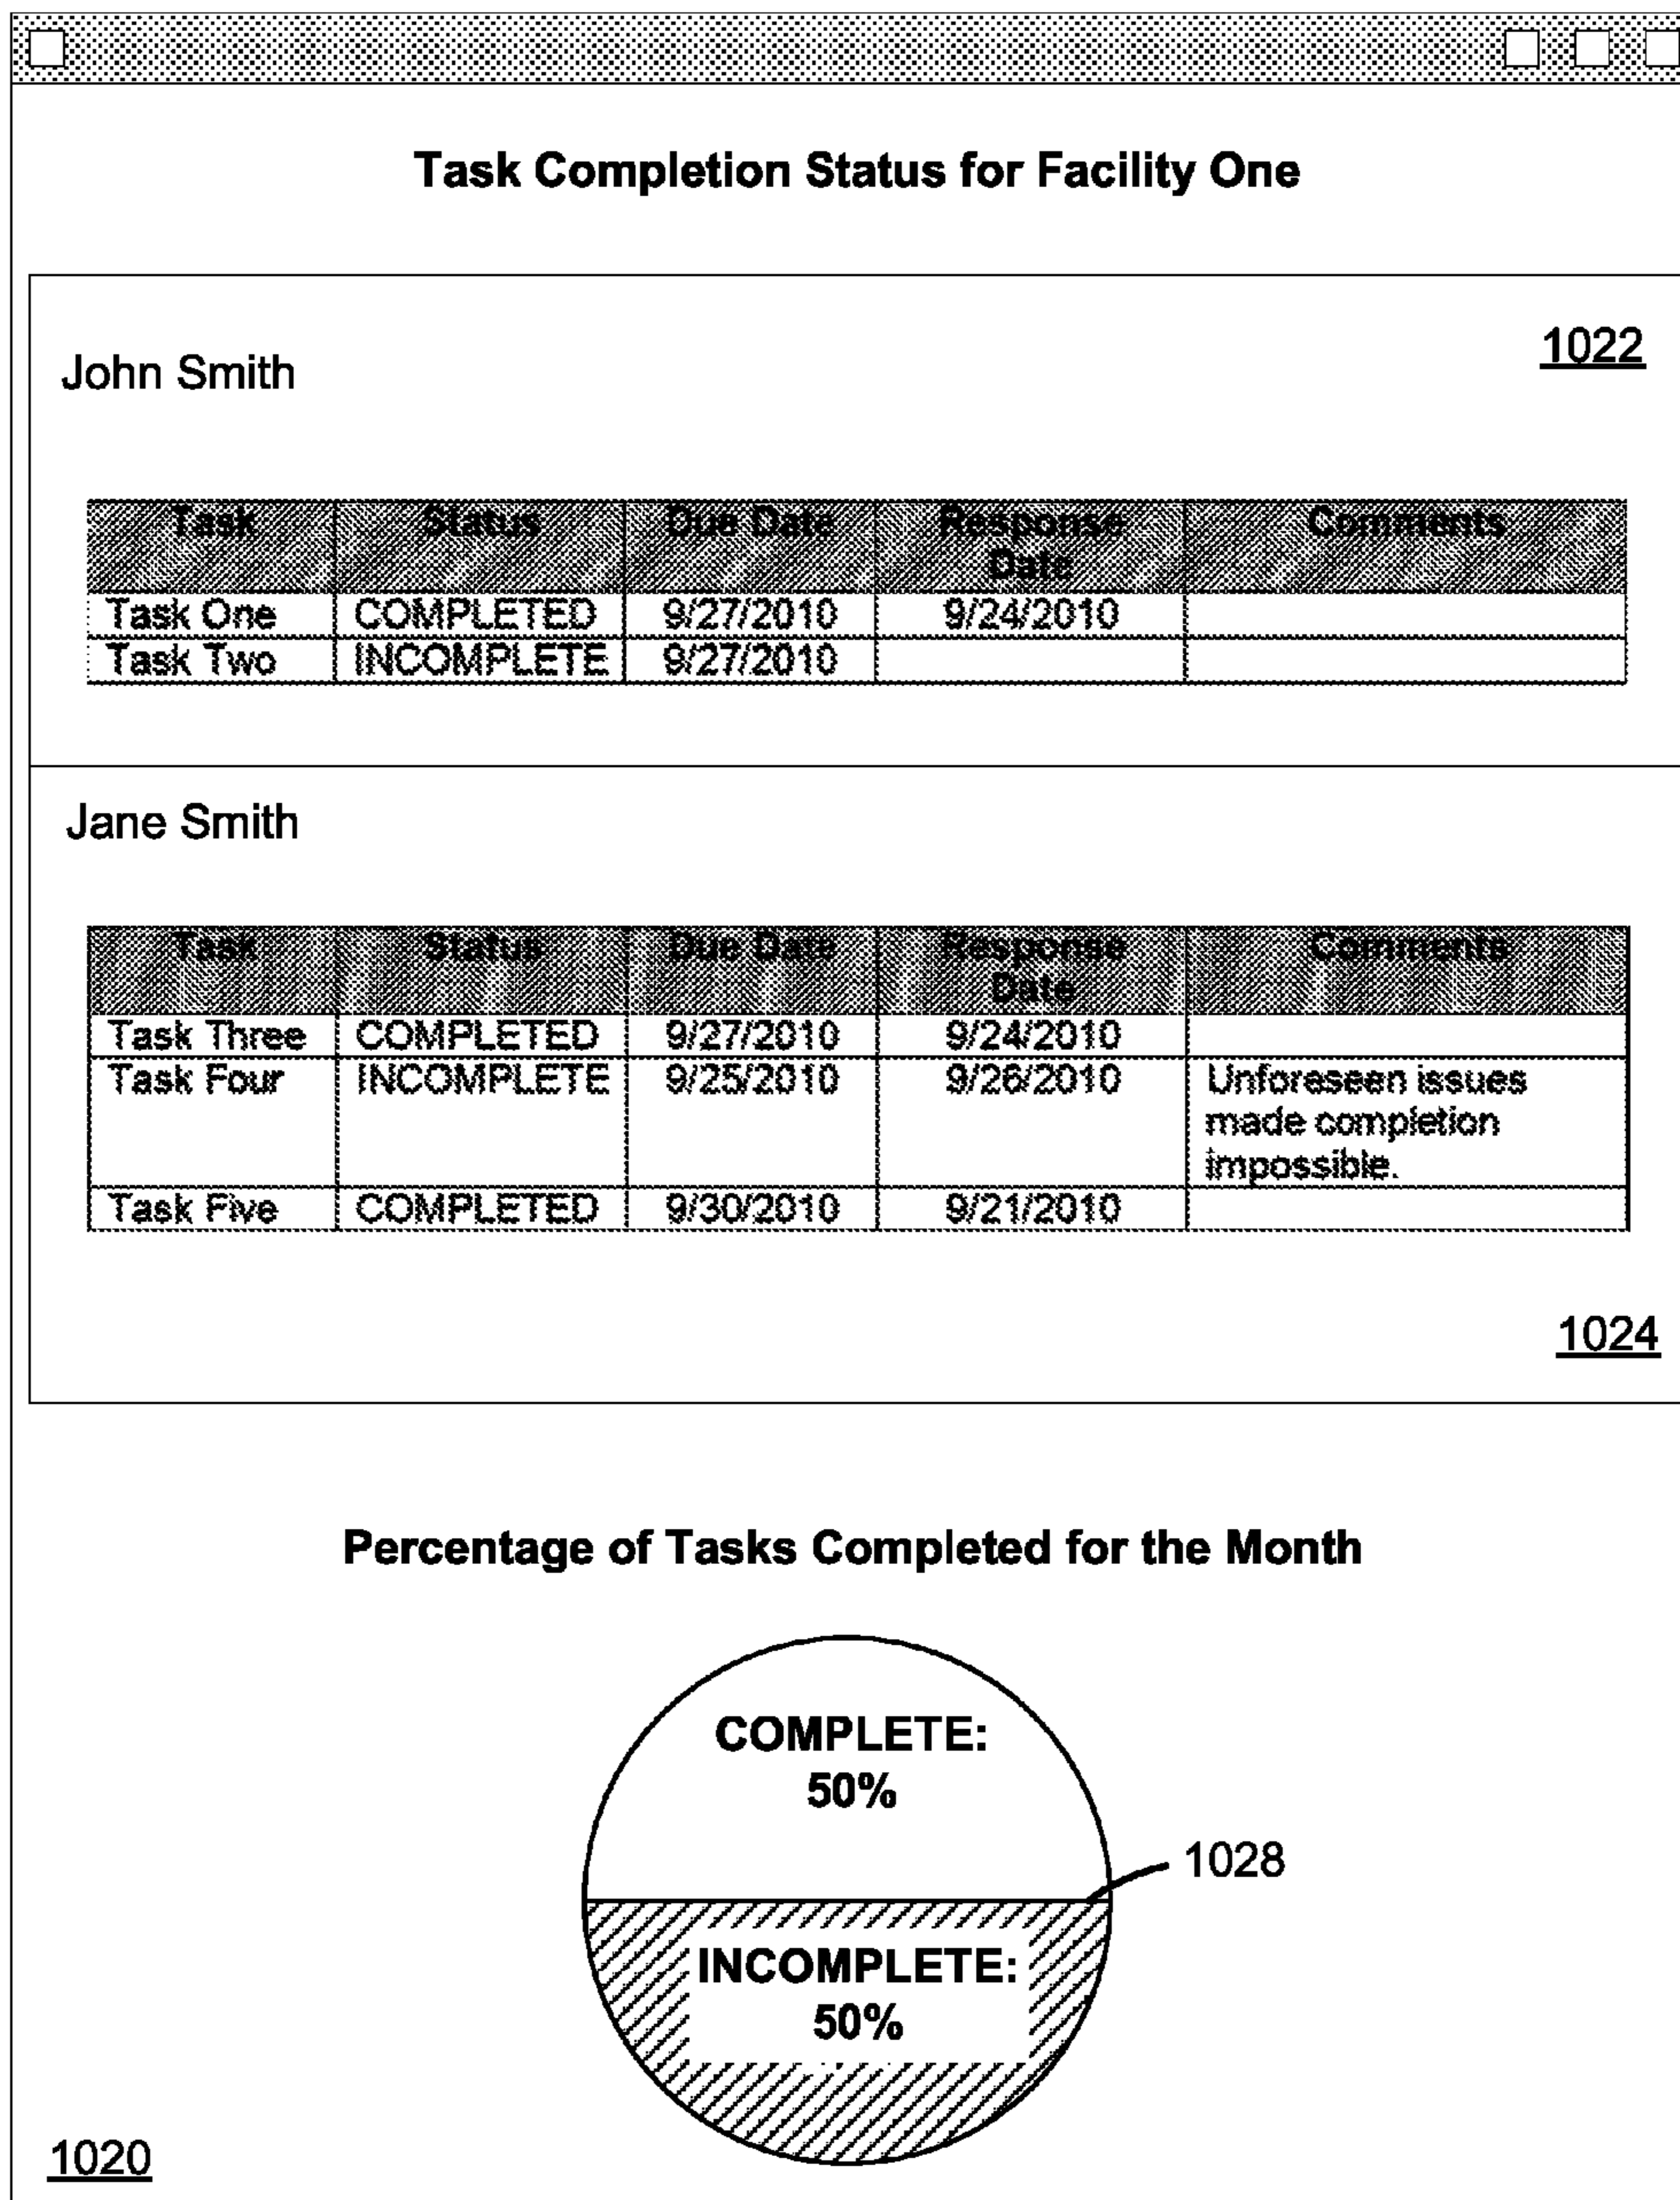 Task Completion Status for Facility One
1022
John Smith
Task Status Due Date Response Comments
Date
Task One COMPLETED 9/27/2010 9/24/2010
Task Two INCOMPLETE 9/27/2010
Jane Smith
Task Status Due Date Response Comments
Date
Task Three COMPLETED 9/27/2010 9/24/2010
Task Four INCOMPLETE 9/25/2010 9/26/2010 Unforeseen issues
made completion
impossible.
Task Five COMPLETED 9/30/2010 9/21/2010
1024
Percentage of Tasks Completed for the Month
COMPLETE:
50%
1028
INCOMPLETE:
50%
1020